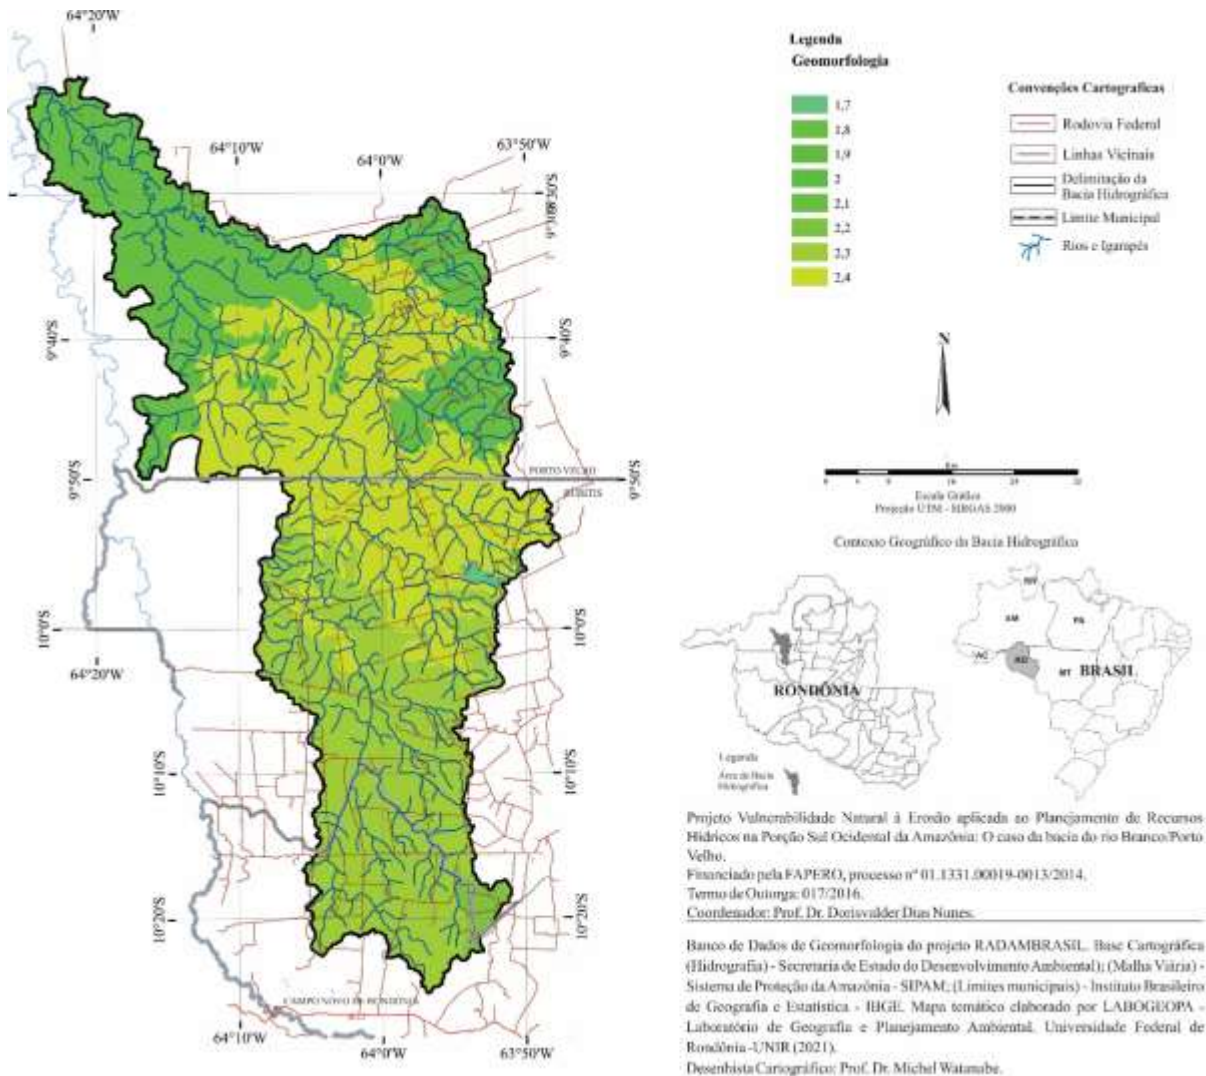 64°20'W
64°10'W
64°0'W
63°50'W
9°40'S
9°40'S
9°50'S
PORTO VELHO
9°50'S
10°0'S
10°0'S
64°20'W
10°10'S
10°10'S
10°20'S
10°20'S
CAMPO NOVO DE RONDÔNIA
64°10'W
64°0'W
63°50'W
Legenda
Geomorfologia
1,7
1,8
1,9
2
2,1
2,2
2,3
2,4
Convenções Cartograficas
Rodovia Federal
Linhas Vicinais
Delimitação da
Bacia Hidrográfica
Limite Municipal
Rios e Igarapés
N
Km
Escala Gráfica
Projeção UTM - SIRGAS 2000
Contexto Geográfico da Bacia Hidrográfica
RONDÔNIA
Legenda
Área de Bacia
Hidrográfica
AM
PA
AC
RO
MT
BRASIL
Projeto Vulnerabilidade Natural à Erosão aplicada ao Planejamento de Recursos
Hídricos na Porção Sul Ocidental da Amazônia: O caso da bacia do rio Branco/Porto
Velho.
Financiado pela FAPERO, processo nº 01.1331.00019-0013/2014.
Termo de Outorga: 017/2016.
Coordenador: Prof. Dr. Dorisvalder Dias Nunes.
Banco de Dados de Geomorfologia do projeto RADAMBRASIL. Base Cartográfica
(Hidrografia) - Secretaria de Estado do Desenvolvimento Ambiental); (Malha Viária) -
Sistema de Proteção da Amazônia - SIPAM; (Limites municipais) - Instituto Brasileiro
de Geografia e Estatística - IBGE. Mapa temático elaborado por LABOGEOPA -
Laboratório de Geografia e Planejamento Ambiental. Universidade Federal de
Rondônia -UNIR (2021).
Desenhista Cartográfico: Prof. Dr. Michel Watanabe.